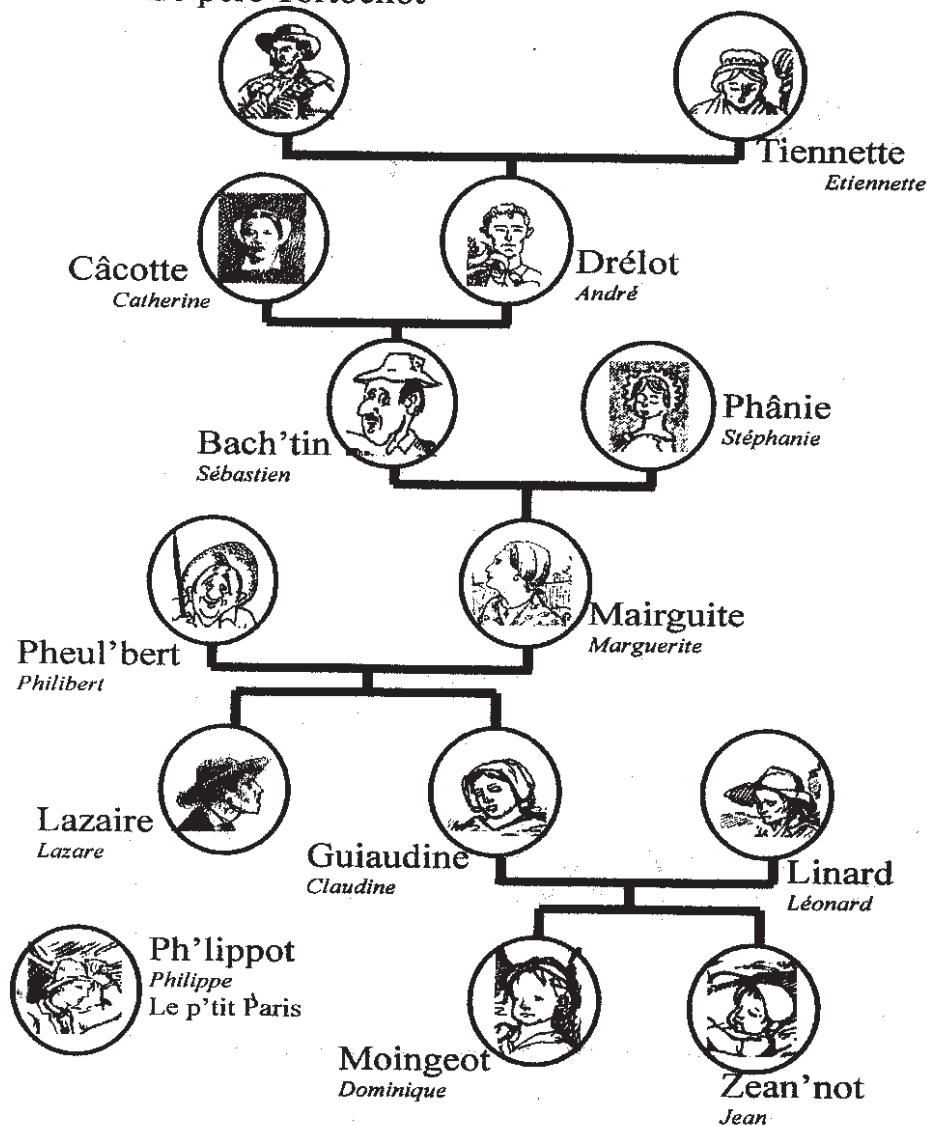 père
Tiennette
Etiennette
Câcotte
Catherine
Drélot
André
Bach'tin
Sébastien
Phânie
Stéphanie
Pheul'bert
Philibert
Mairguite
Marguerite
Lazaire
Lazare
Guiaudine
Claudine
Linard
Léonard
Ph'lippot
Philippe
Le p'tit Paris
Moingeot
Dominique
Zean'not
Jean